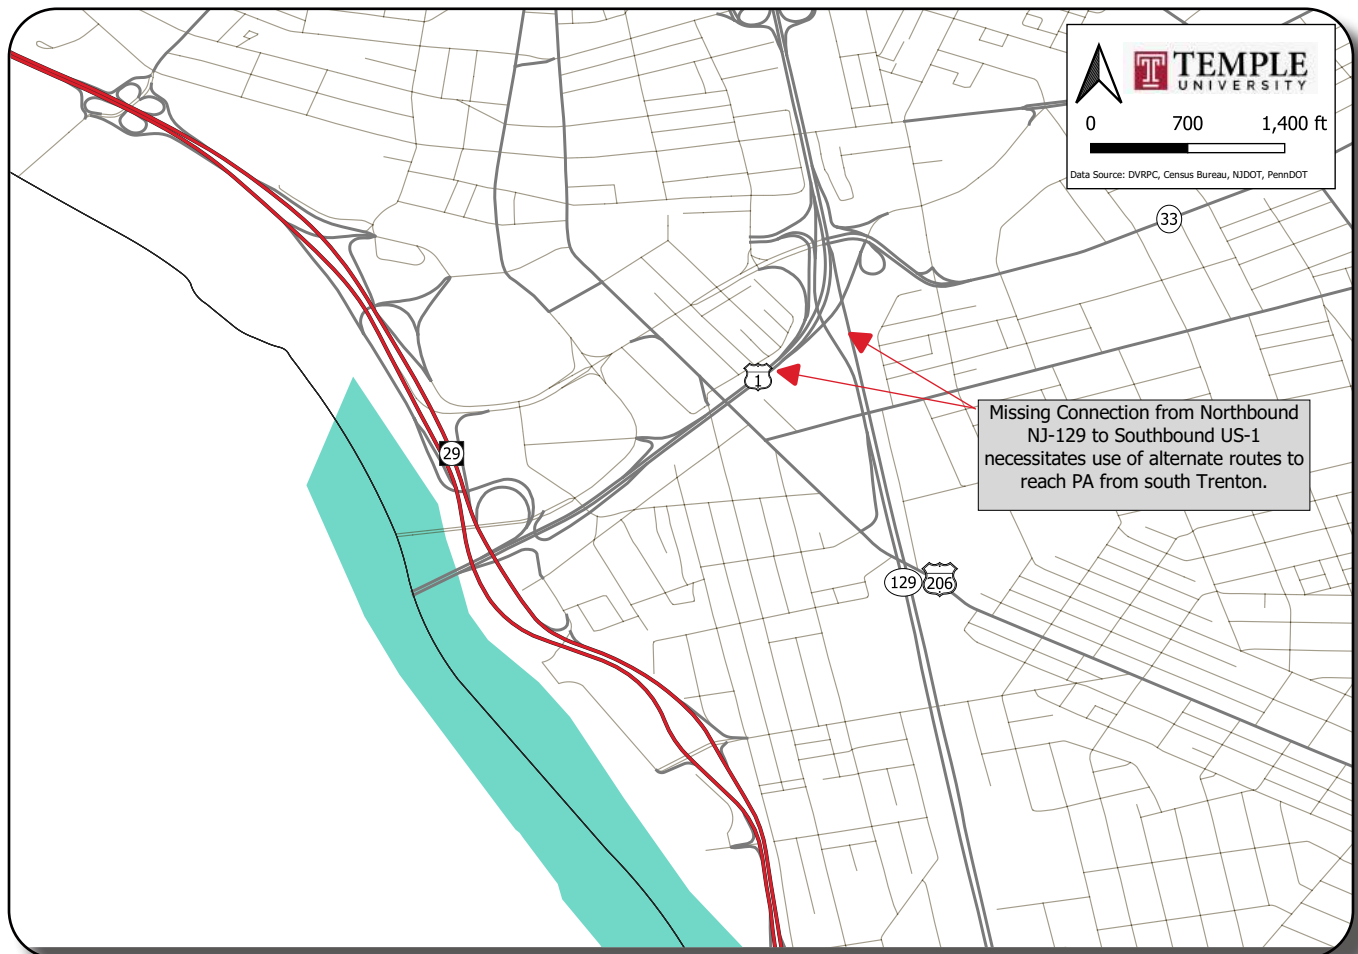 TEMPLE
UNIVERSITY
0 700 1,400 ft
Data Source: DVRPC, Census Bureau, NJDOT, PennDOT
33
1
Missing Connection from Northbound
NJ-129 to Southbound US-1
necessitates use of alternate routes to
reach PA from south Trenton.
29
129
206